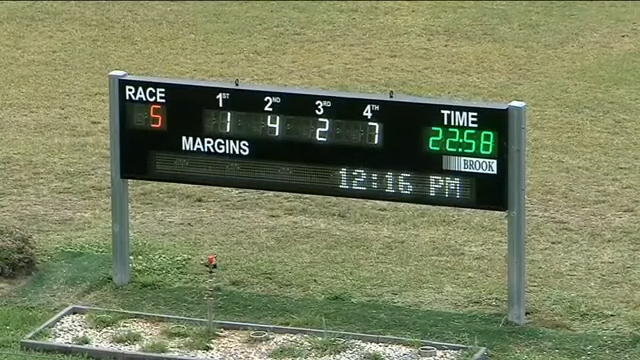 RACE 1ST 2ND 3RD 4TH TIME
5 1 4 2 7 22:58
MARGINS BROOK
12:16 PM